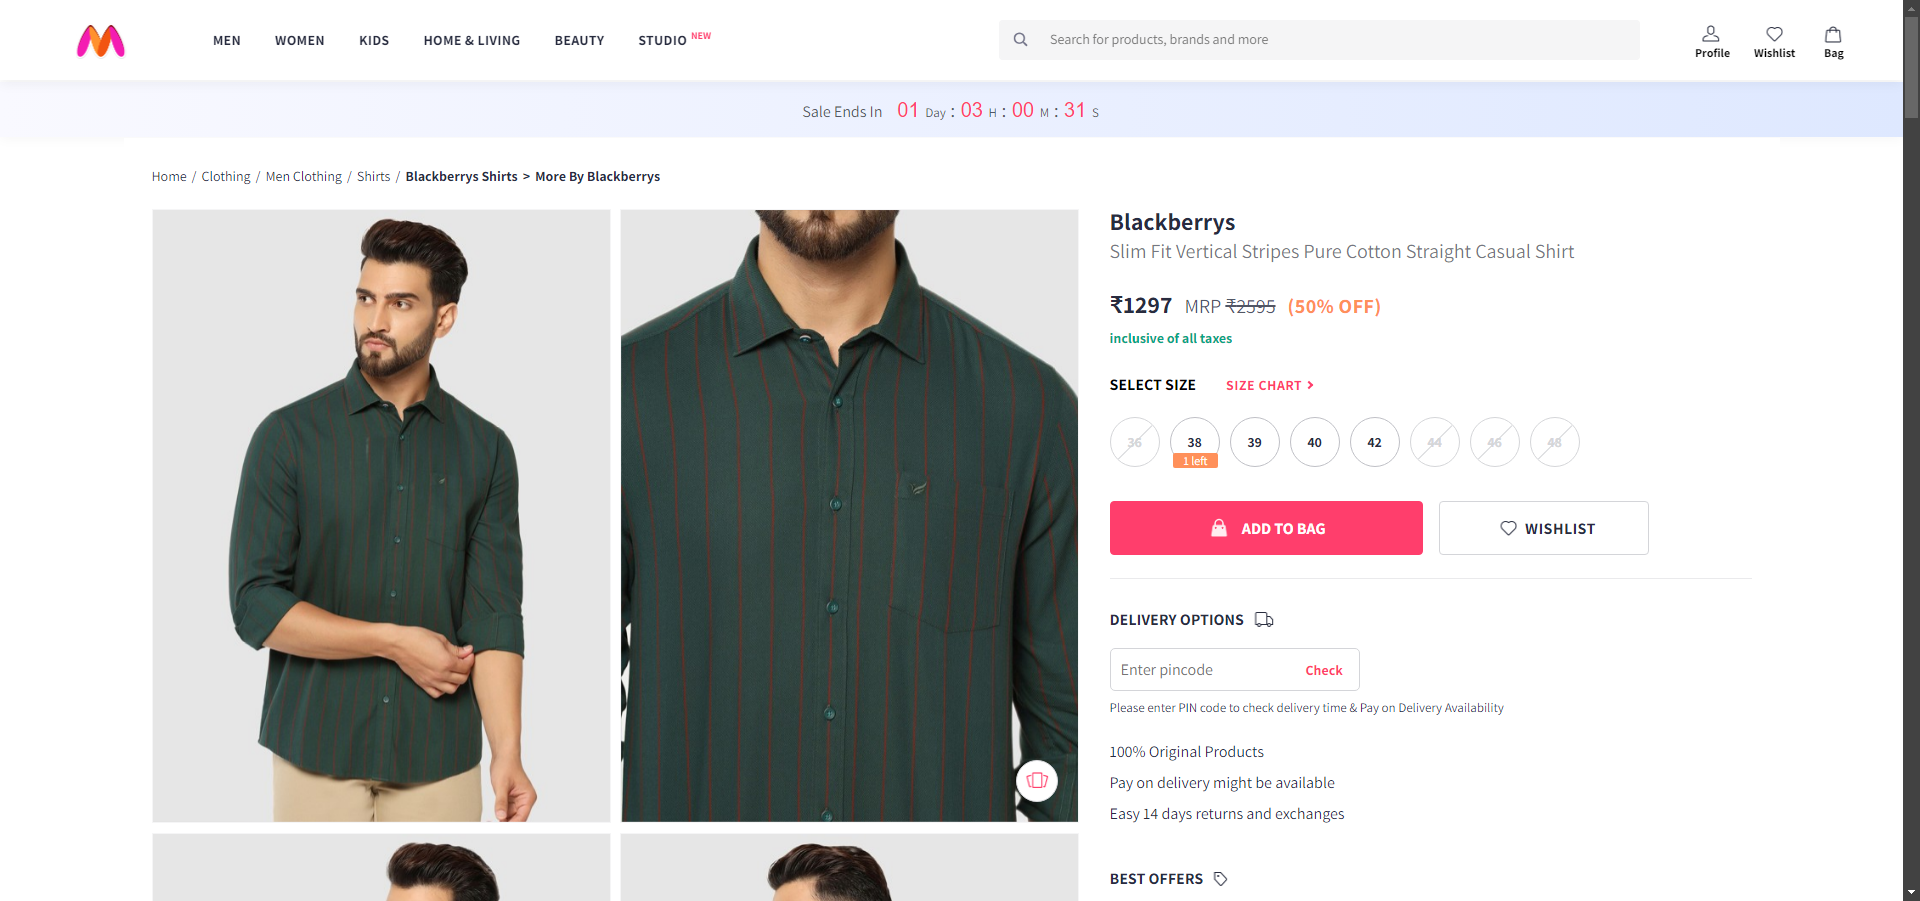 MEN WOMEN KIDS HOME & LIVING BEAUTY STUDIO NEW Search for products, brands and more Profile Wishlist Bag
Sale Ends In 01 Day : 03 H : 00 M : 31 S
Home / Clothing / Men Clothing / Shirts / Blackberrys Shirts > More By Blackberrys
Blackberrys
Slim Fit Vertical Stripes Pure Cotton Straight Casual Shirt
₹1297 MRP ₹2595 (50% OFF)
inclusive of all taxes
SELECT SIZE SIZE CHART >
36 38 39 40 42 44 46 48
1 left
ADD TO BAG WISHLIST
DELIVERY OPTIONS
Enter pincode Check
Please enter PIN code to check delivery time & Pay on Delivery Availability
100% Original Products
Pay on delivery might be available
Easy 14 days returns and exchanges
BEST OFFERS